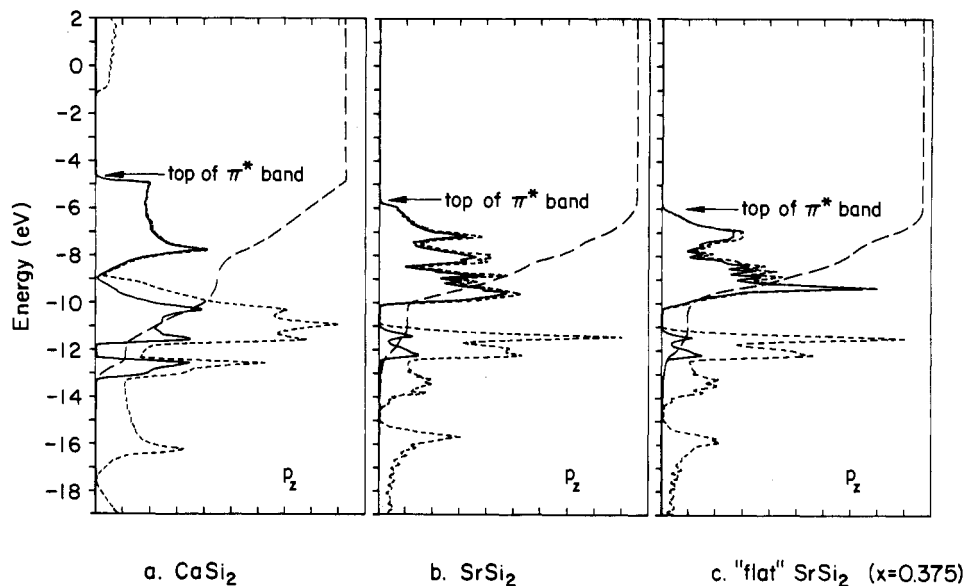 Energy (eV)
2
0
-2
-4
-6
-8
-10
-12
-14
-16
-18
top of π* band
p_z
top of π* band
p_z
top of π* band
p_z
a. CaSi₂
b. SrSi₂
c. "flat" SrSi₂ (x=0.375)